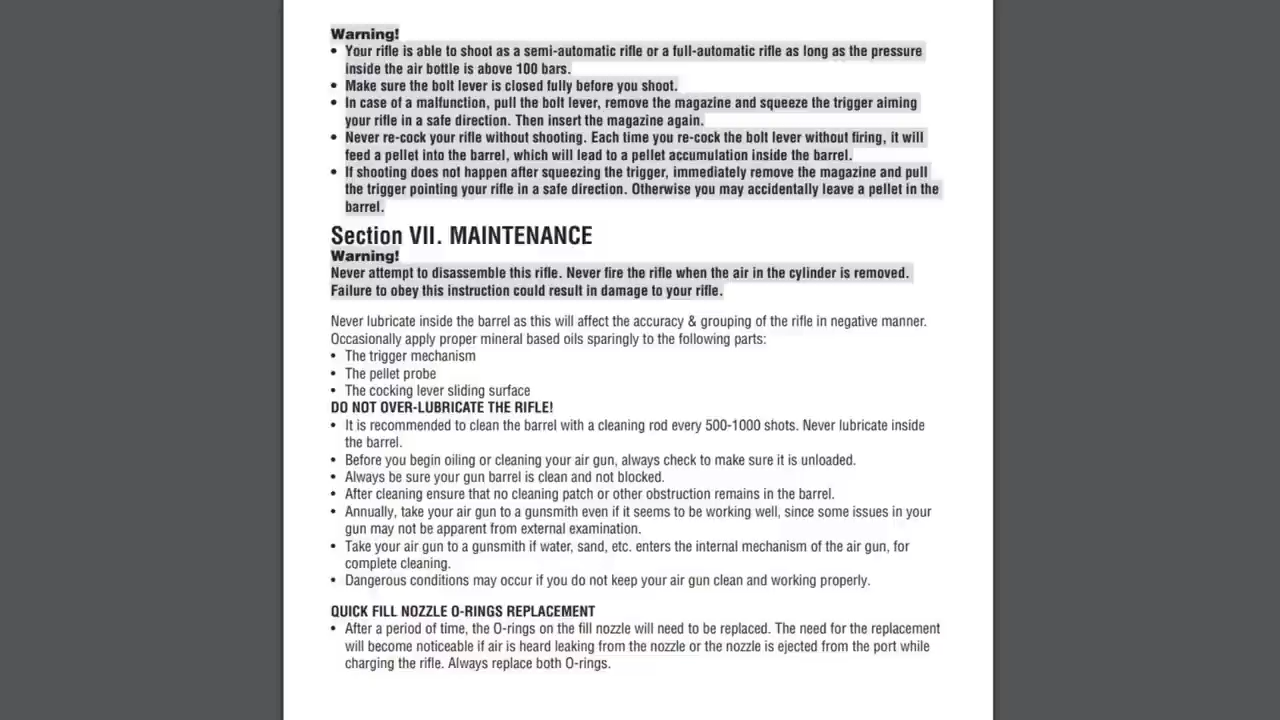 Warning!
• Your rifle is able to shoot as a semi-automatic rifle or a full-automatic rifle as long as the pressure
inside the air bottle is above 100 bars.
• Make sure the bolt lever is closed fully before you shoot.
• In case of a malfunction, pull the bolt lever, remove the magazine and squeeze the trigger aiming
your rifle in a safe direction. Then insert the magazine again.
• Never re-cock your rifle without shooting. Each time you re-cock the bolt lever without firing, it will
feed a pellet into the barrel, which will lead to a pellet accumulation inside the barrel.
• If shooting does not happen after squeezing the trigger, immediately remove the magazine and pull
the trigger pointing your rifle in a safe direction. Otherwise you may accidentally leave a pellet in the
barrel.
Section VII. MAINTENANCE
Warning!
Never attempt to disassemble this rifle. Never fire the rifle when the air in the cylinder is removed.
Failure to obey this instruction could result in damage to your rifle.
Never lubricate inside the barrel as this will affect the accuracy & grouping of the rifle in negative manner.
Occasionally apply proper mineral based oils sparingly to the following parts:
• The trigger mechanism
• The pellet probe
• The cocking lever sliding surface
DO NOT OVER-LUBRICATE THE RIFLE!
• It is recommended to clean the barrel with a cleaning rod every 500-1000 shots. Never lubricate inside
the barrel.
• Before you begin oiling or cleaning your air gun, always check to make sure it is unloaded.
• Always be sure your gun barrel is clean and not blocked.
• After cleaning ensure that no cleaning patch or other obstruction remains in the barrel.
• Annually, take your air gun to a gunsmith even if it seems to be working well, since some issues in your
gun may not be apparent from external examination.
• Take your air gun to a gunsmith if water, sand, etc. enters the internal mechanism of the air gun, for
complete cleaning.
• Dangerous conditions may occur if you do not keep your air gun clean and working properly.
QUICK FILL NOZZLE O-RINGS REPLACEMENT
• After a period of time, the O-rings on the fill nozzle will need to be replaced. The need for the replacement
will become noticeable if air is heard leaking from the nozzle or the nozzle is ejected from the port while
charging the rifle. Always replace both O-rings.